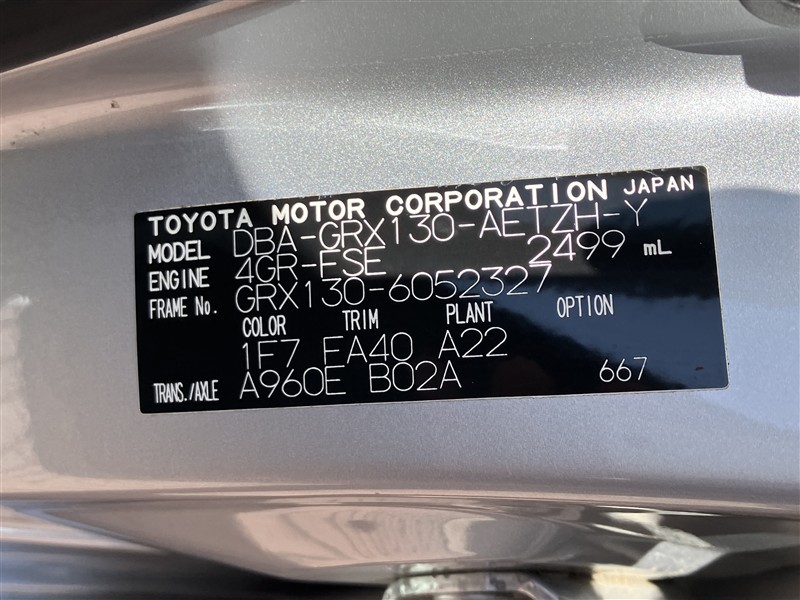 TOYOTA MOTOR CORPORATION JAPAN
MODEL DBA-GRX130-AETZH-Y
ENGINE 4GR-FSE 2499 mL
FRAME No. GRX130-6052327
COLOR TRIM PLANT OPTION
1F7 FA40 A22
TRANS./AXLE A960E B02A 667